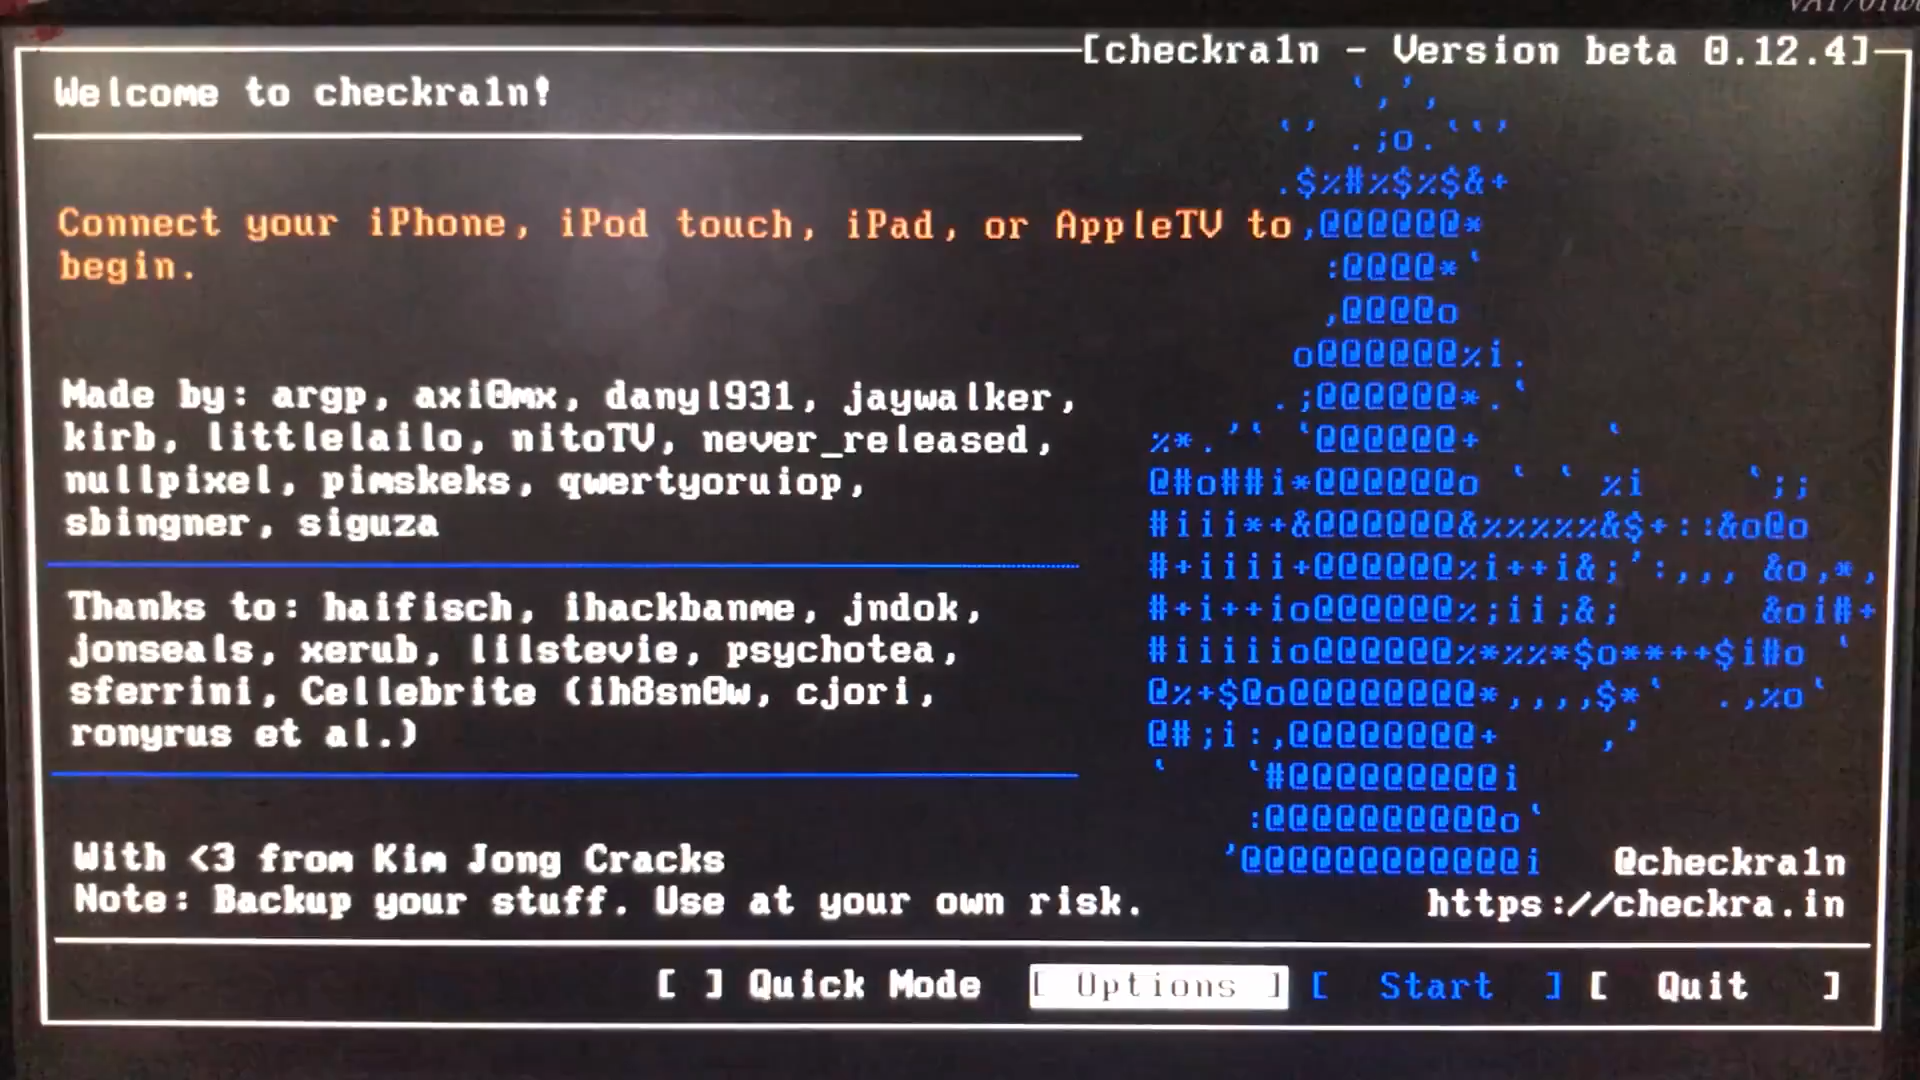 [checkra1n - Version beta 0.12.4]
Welcome to checkra1n!
Connect your iPhone, iPod touch, iPad, or AppleTV to
begin.
Made by: argp, axi0mx, danyl931, jaywalker,
kirb, littlelailo, nitoTV, never_released,
nullpixel, pimskeks, qwertyoruiop,
sbingner, siguza
Thanks to: haifisch, ihackbanme, jndok,
jonseals, xerub, lilstevie, psychotea,
sferrini, Cellebrite (ih8sn0w, cjori,
ronyrus et al.)
With <3 from Kim Jong Cracks
Note: Backup your stuff. Use at your own risk.
@checkra1n
https://checkra.in
[ ] Quick Mode [ Options ] [ Start ] [ Quit ]